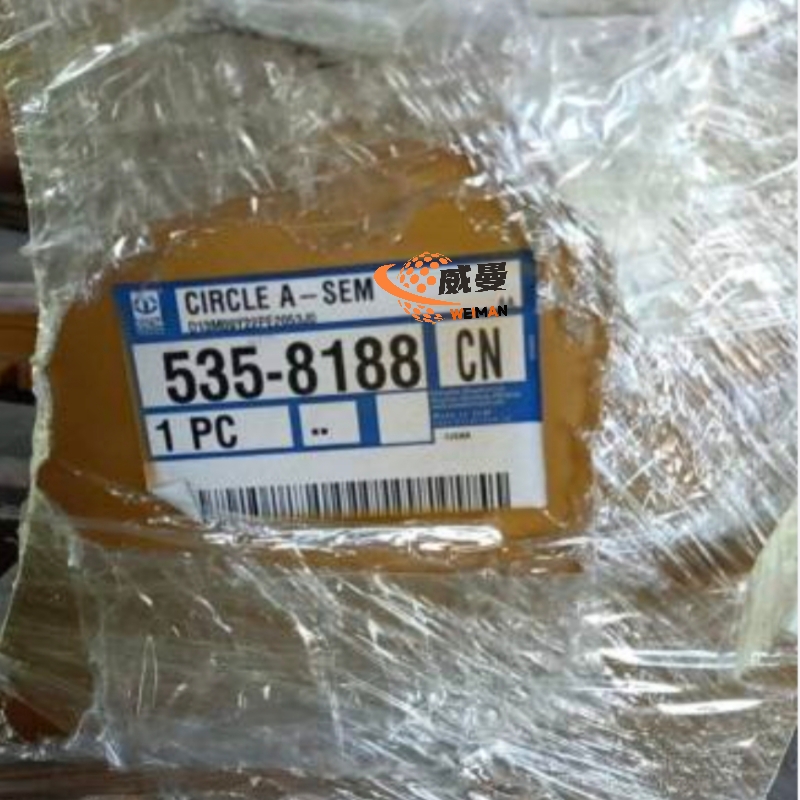 CIRCLE A-SEM
威曼
WEMAN
535-8188
CN
1 PC